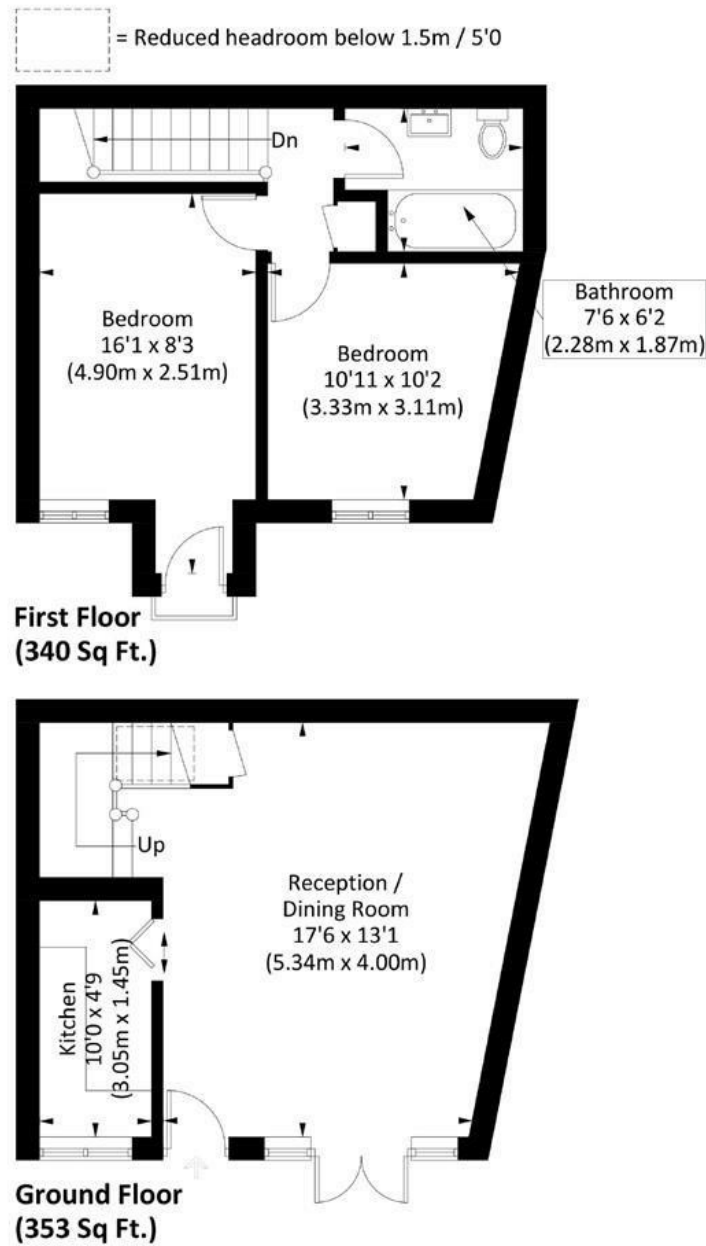 = Reduced headroom below 1.5m / 5'0
Dn
Bedroom
16'1 x 8'3
(4.90m x 2.51m)
Bedroom
10'11 x 10'2
(3.33m x 3.11m)
Bathroom
7'6 x 6'2
(2.28m x 1.87m)
First Floor
(340 Sq Ft.)
Up
Reception /
Dining Room
17'6 x 13'1
(5.34m x 4.00m)
Kitchen
10'0 x 4'9
(3.05m x 1.45m)
Ground Floor
(353 Sq Ft.)